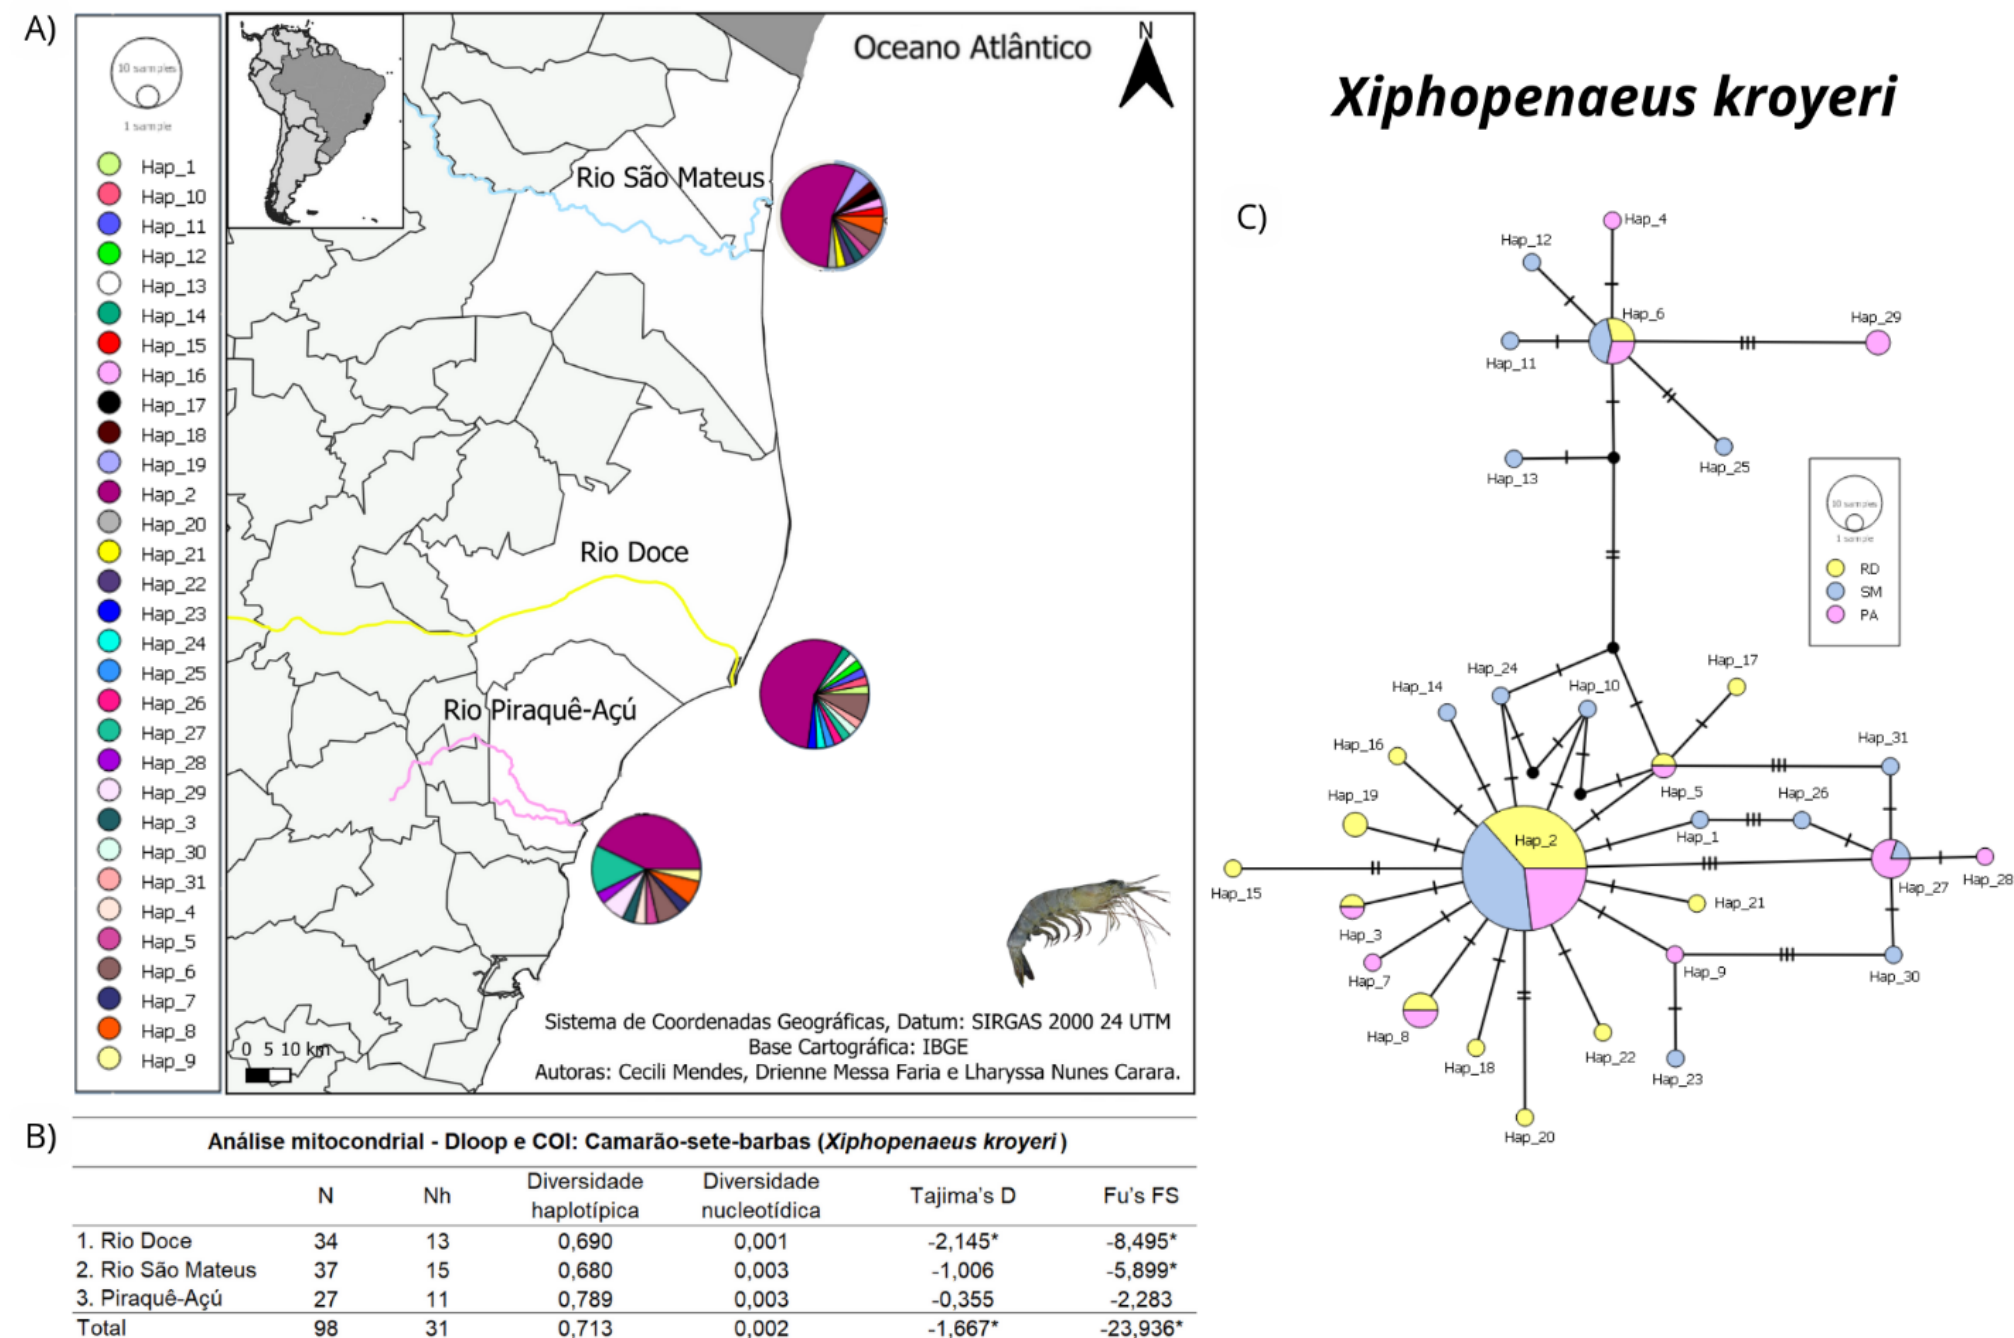 A)
10 samples
1 sample
Hap_1
Hap_10
Hap_11
Hap_12
Hap_13
Hap_14
Hap_15
Hap_16
Hap_17
Hap_18
Hap_19
Hap_2
Hap_20
Hap_21
Hap_22
Hap_23
Hap_24
Hap_25
Hap_26
Hap_27
Hap_28
Hap_29
Hap_3
Hap_30
Hap_31
Hap_4
Hap_5
Hap_6
Hap_7
Hap_8
Hap_9
Oceano Atlântico
N
Rio São Mateus
Rio Doce
Rio Piraquê-Açú
0 5 10 km
Sistema de Coordenadas Geográficas, Datum: SIRGAS 2000 24 UTM
Base Cartográfica: IBGE
Autoras: Cecili Mendes, Drienne Messa Faria e Lharyssa Nunes Carara.
Xiphopenaeus kroyeri
C)
Hap_4
Hap_12
Hap_6
Hap_29
Hap_11
Hap_25
Hap_13
10 samples
1 sample
RD
SM
PA
Hap_17
Hap_24
Hap_10
Hap_14
Hap_16
Hap_31
Hap_5
Hap_26
Hap_19
Hap_1
Hap_2
Hap_15
Hap_27
Hap_28
Hap_21
Hap_3
Hap_7
Hap_9
Hap_30
Hap_8
Hap_22
Hap_18
Hap_23
Hap_20
B)
Análise mitocondrial - Dloop e COI: Camarão-sete-barbas (Xiphopenaeus kroyeri)
N Nh Diversidade haplotípica Diversidade nucleotídica Tajima's D Fu's FS
1. Rio Doce 34 13 0,690 0,001 -2,145* -8,495*
2. Rio São Mateus 37 15 0,680 0,003 -1,006 -5,899*
3. Piraquê-Açú 27 11 0,789 0,003 -0,355 -2,283
Total 98 31 0,713 0,002 -1,667* -23,936*